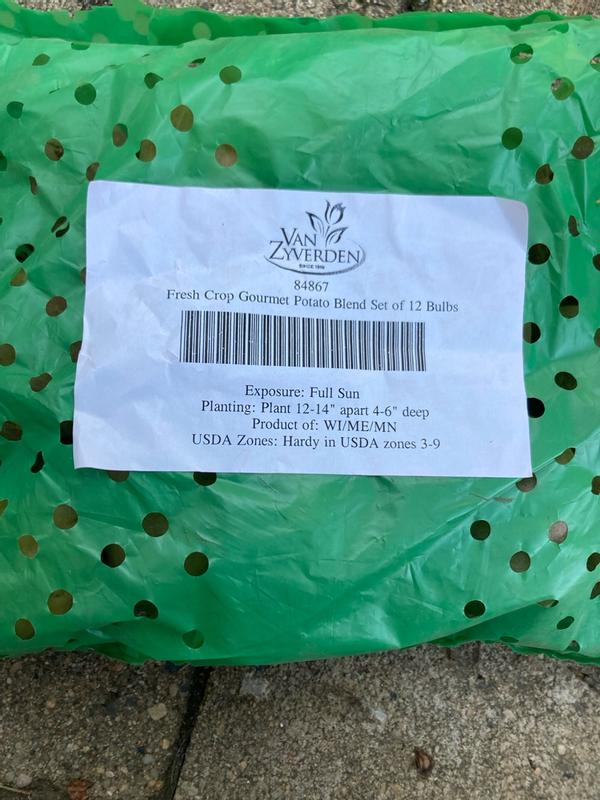 VAN
ZYVERDEN
SINCE 1919
84867
Fresh Crop Gourmet Potato Blend Set of 12 Bulbs
Exposure: Full Sun
Planting: Plant 12-14" apart 4-6" deep
Product of: WI/ME/MN
USDA Zones: Hardy in USDA zones 3-9